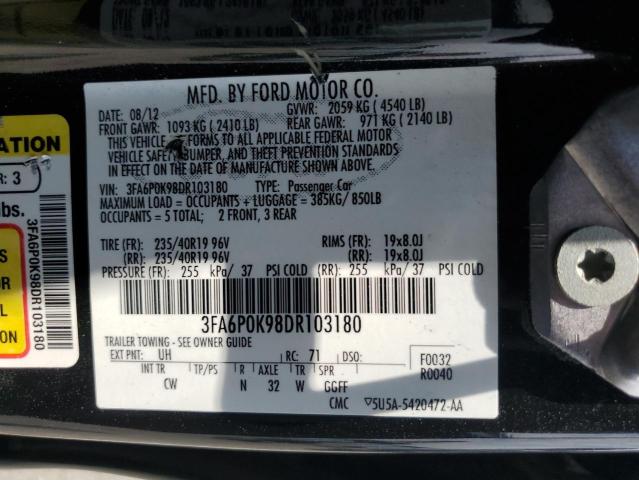 MFD. BY FORD MOTOR CO.
DATE: 08/12 GVWR: 2059 KG ( 4540 LB)
FRONT GAWR: 1093 KG ( 2410 LB) REAR GAWR: 971 KG ( 2140 LB)
THIS VEHICLE CONFORMS TO ALL APPLICABLE FEDERAL MOTOR
VEHICLE SAFETY, BUMPER, AND THEFT PREVENTION STANDARDS
IN EFFECT ON THE DATE OF MANUFACTURE SHOWN ABOVE.
VIN: 3FA6P0K98DR103180 TYPE: Passenger Car
MAXIMUM LOAD = OCCUPANTS + LUGGAGE = 385KG/ 850LB
OCCUPANTS = 5 TOTAL; 2 FRONT, 3 REAR
TIRE (FR): 235/40R19 96V RIMS (FR): 19x8.0J
(RR): 235/40R19 96V (RR): 19x8.0J
PRESSURE (FR): 255 kPa/ 37 PSI COLD (RR): 255 kPa/ 37 PSI COLD
3FA6P0K98DR103180
TRAILER TOWING - SEE OWNER GUIDE
EXT PNT: UH RC: 71 DSO: F0032
R0040
INT TR TP/PS R AXLE TR SPR
CW N 32 W GGFF
CMC ▽5U5A-5420472-AA
ATION
R: 3
bs.
S
S
3FA6P0K98DR103180